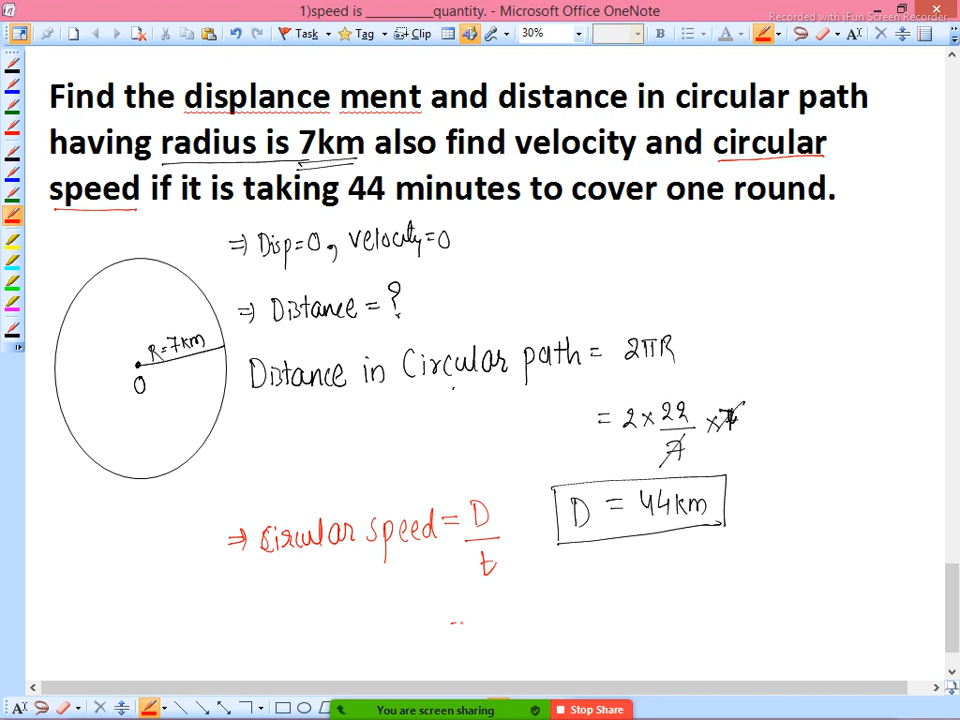 1)speed is _________quantity. - Microsoft Office OneNote
Recorded with iFun Screen Recorder
Task Tag Clip 30% B A
Find the displance ment and distance in circular path
having radius is 7km also find velocity and circular
speed if it is taking 44 minutes to cover one round.
⇒ Disp=0, velocity=0
⇒ Distance = ?
R=7km
O
Distance in Circular path = 2πR
= 2 × 22/7 × 7
D = 44km
⇒ Circular speed = D/t
You are screen sharing Stop Share